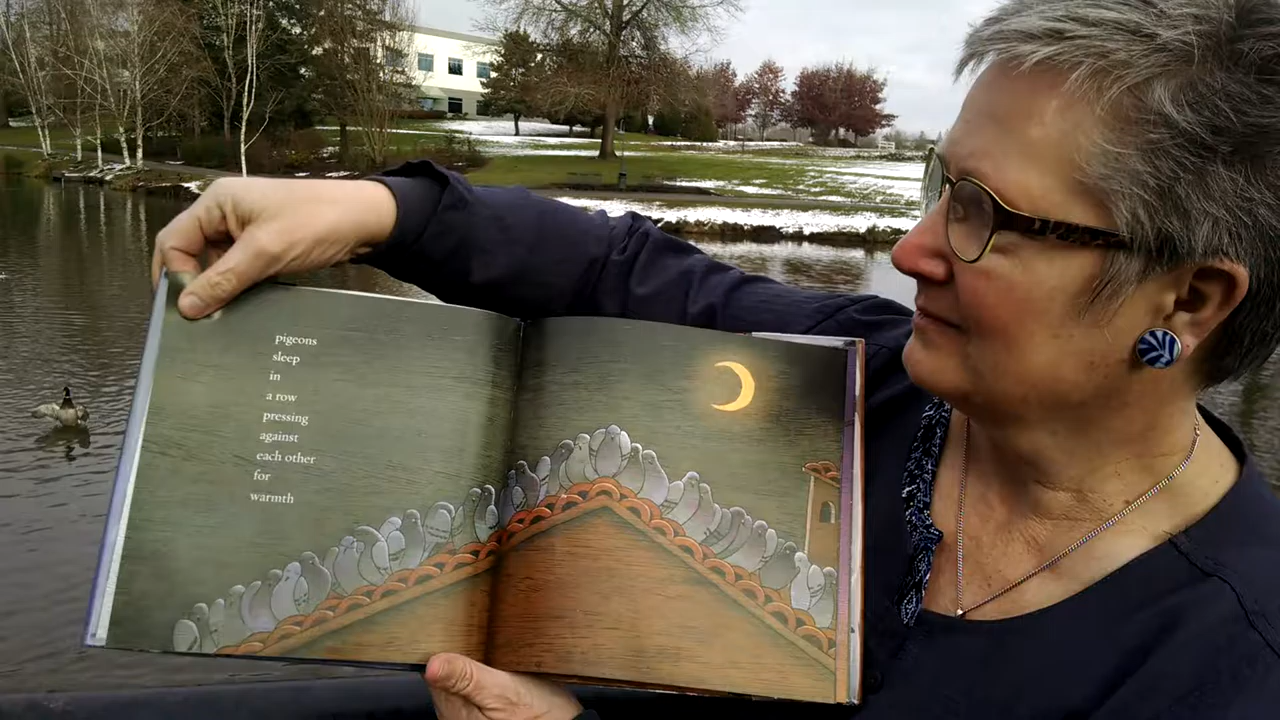 pigeons
sleep
in
a row
pressing
against
each other
for
warmth